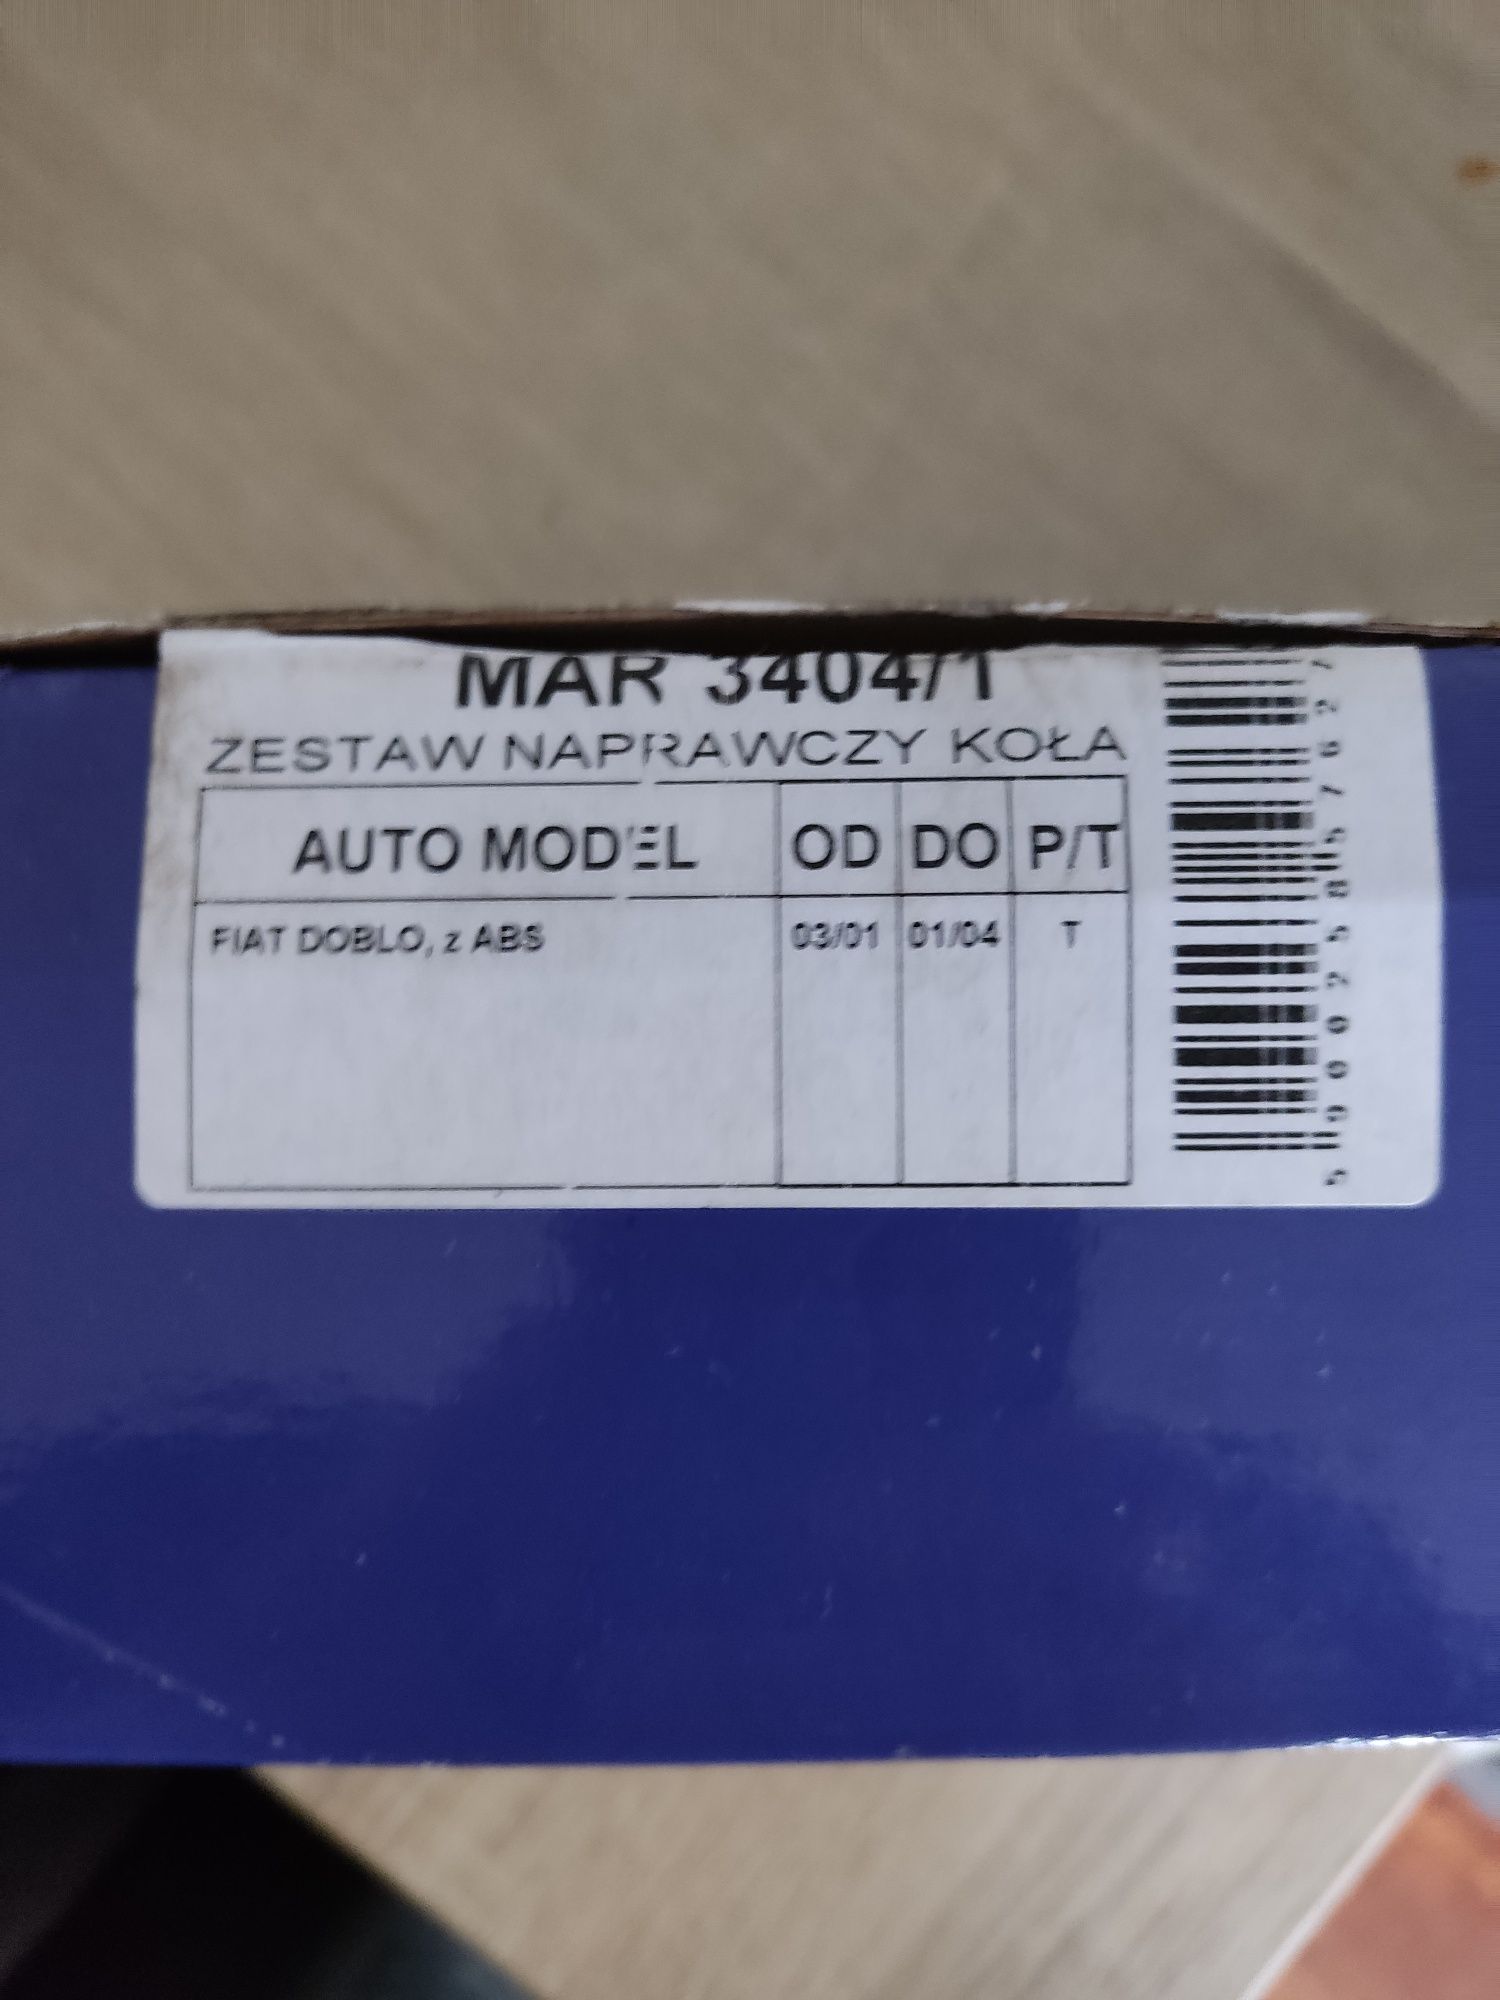 MAR 3404/1
ZESTAW NAPRAWCZY KOŁA
AUTO MODEL OD DO P/T
FIAT DOBLO, z ABS 03/01 01/04 T